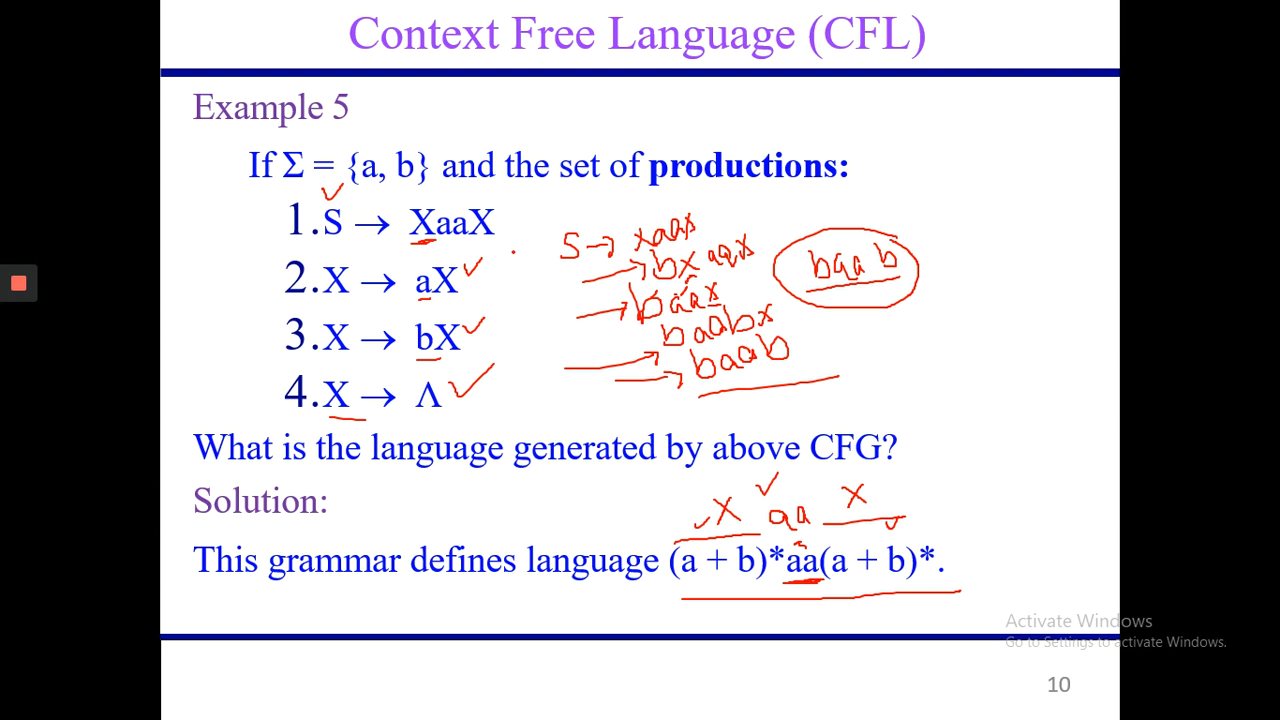 Context Free Language (CFL)
Example 5
If Σ = {a, b} and the set of productions:
1. S → XaaX
2. X → aX
3. X → bX
4. X → Λ
S → XaaX
→ bXaaX
→ baaX
→ baabX
→ baab
baab
What is the language generated by above CFG?
Solution:
X aa X
This grammar defines language (a + b)*aa(a + b)*.
Activate Windows
Go to Settings to activate Windows.
10